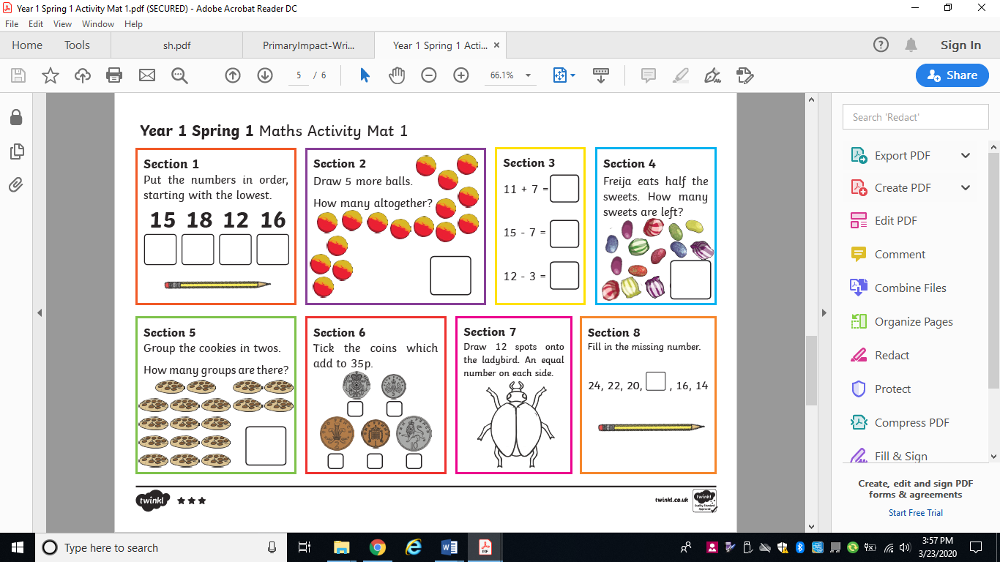 Year 1 Spring 1 Activity Mat 1.pdf (SECURED) - Adobe Acrobat Reader DC
File Edit View Window Help
Home Tools sh.pdf PrimaryImpact-Wri... Year 1 Spring 1 Acti... Sign In
5 / 6 66.1% Share
Year 1 Spring 1 Maths Activity Mat 1
Section 1
Put the numbers in order,
starting with the lowest.
15 18 12 16
Section 2
Draw 5 more balls.
How many altogether?
Section 3
11 + 7 =
15 - 7 =
12 - 3 =
Section 4
Freija eats half the
sweets. How many
sweets are left?
Section 5
Group the cookies in twos.
How many groups are there?
Section 6
Tick the coins which
add to 35p.
2 1 10
Section 7
Draw 12 spots onto
the ladybird. An equal
number on each side.
Section 8
Fill in the missing number.
24, 22, 20, , 16, 14
twinkl
twinkl.co.uk
twinkl
Quality Standard
Approved
Search 'Redact'
Export PDF
Create PDF
Edit PDF
Comment
Combine Files
Organize Pages
Redact
Protect
Compress PDF
Fill & Sign
Create, edit and sign PDF
forms & agreements
Start Free Trial
Type here to search
3:57 PM
3/23/2020